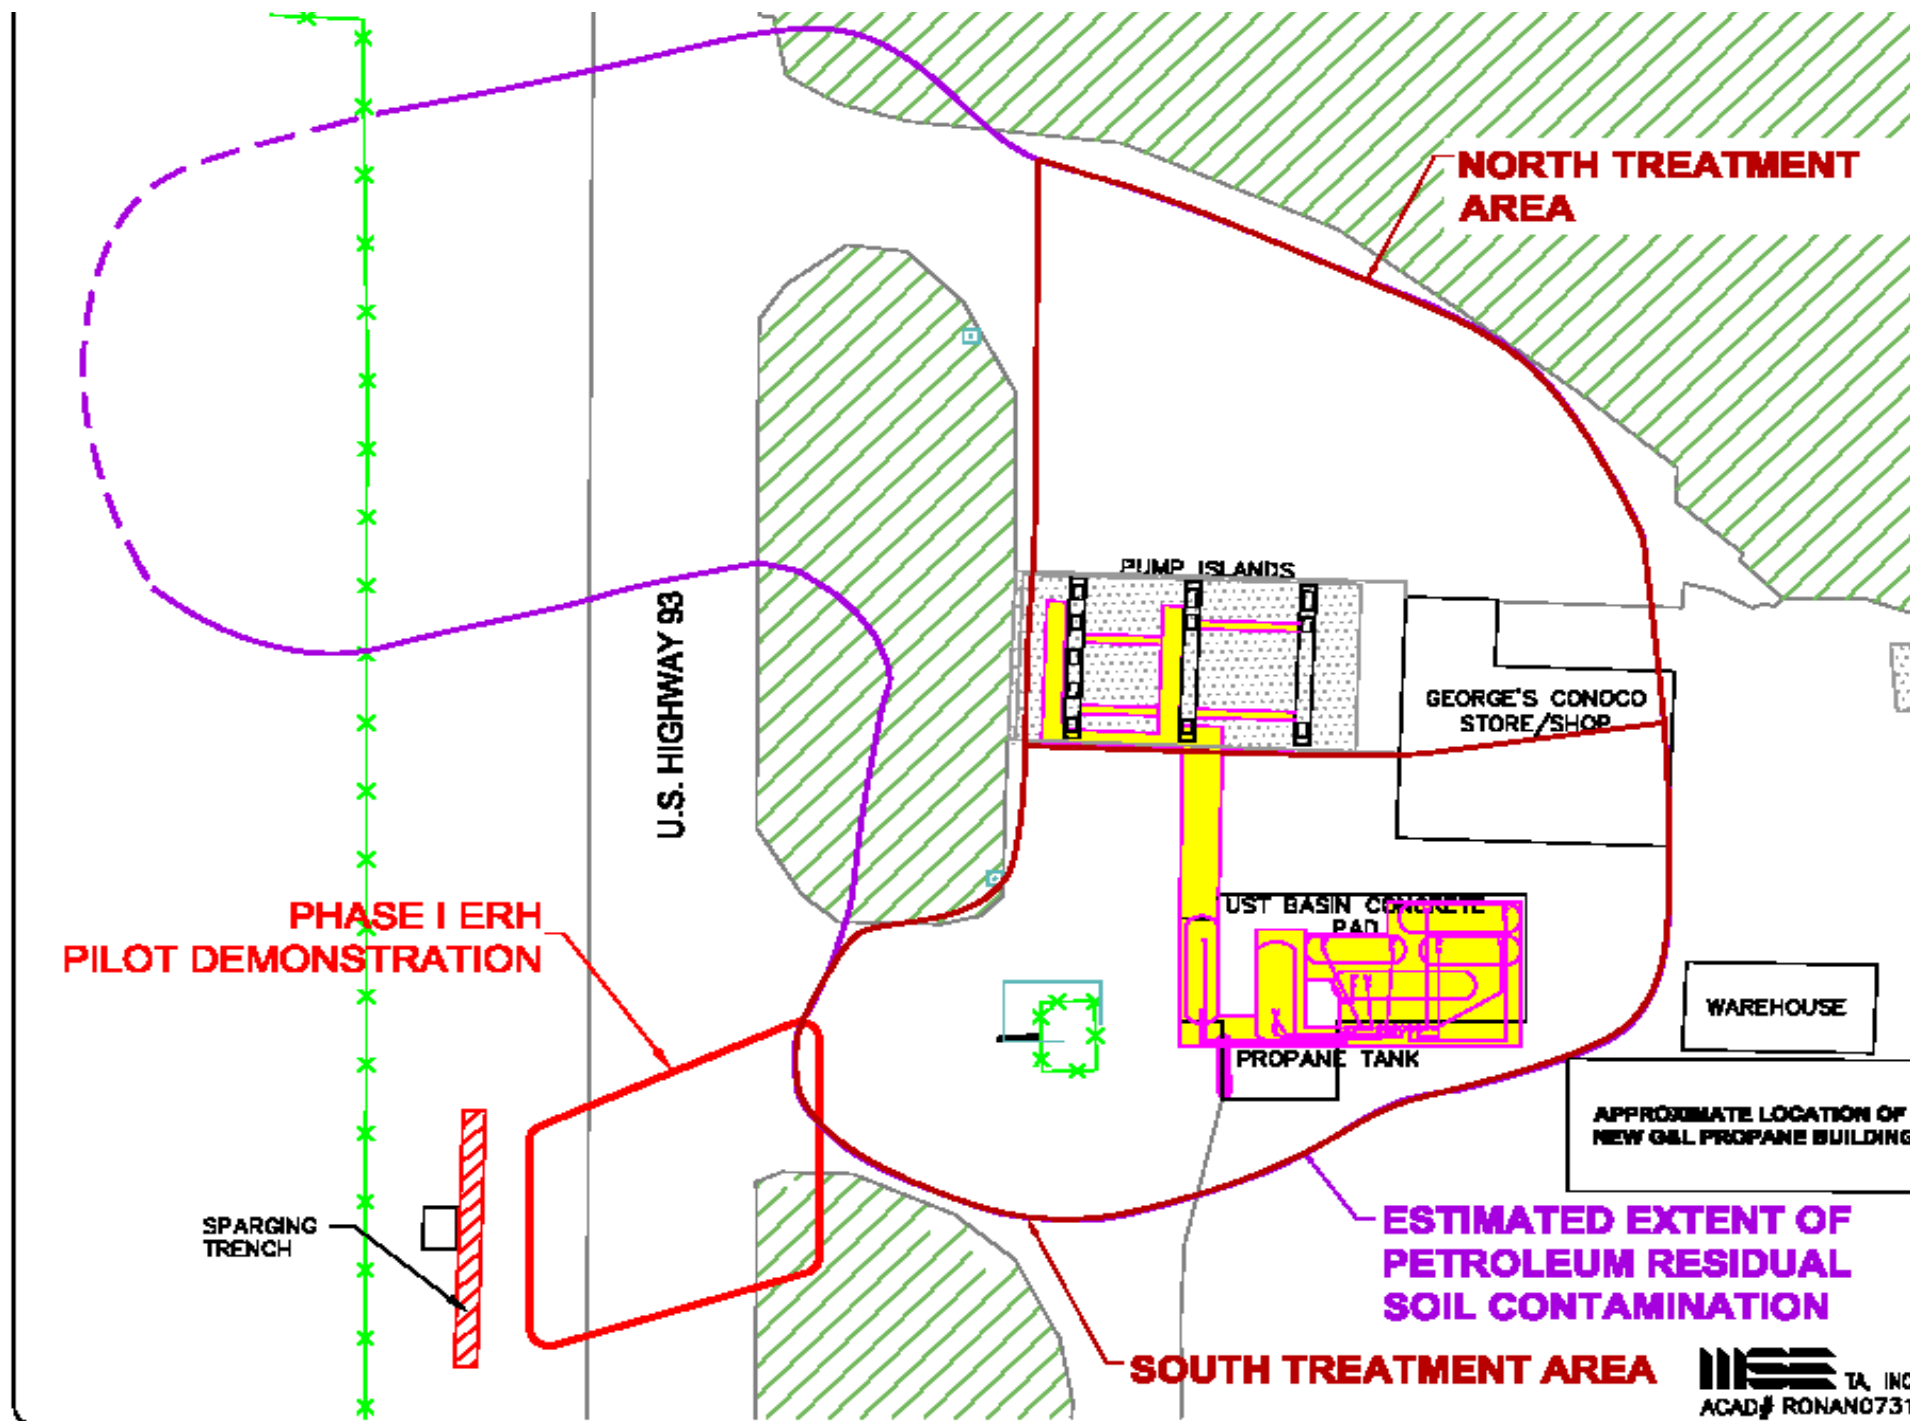 NORTH TREATMENT
AREA
PUMP ISLANDS
U.S. HIGHWAY 93
GEORGE'S CONOCO
STORE/SHOP
PHASE I ERH
PILOT DEMONSTRATION
UST BASIN CONCRETE
PAD
WAREHOUSE
PROPANE TANK
APPROXIMATE LOCATION OF
NEW G&L PROPANE BUILDING
SPARGING
TRENCH
ESTIMATED EXTENT OF
PETROLEUM RESIDUAL
SOIL CONTAMINATION
SOUTH TREATMENT AREA
MSE TA, INC
ACAD# RONAN0731